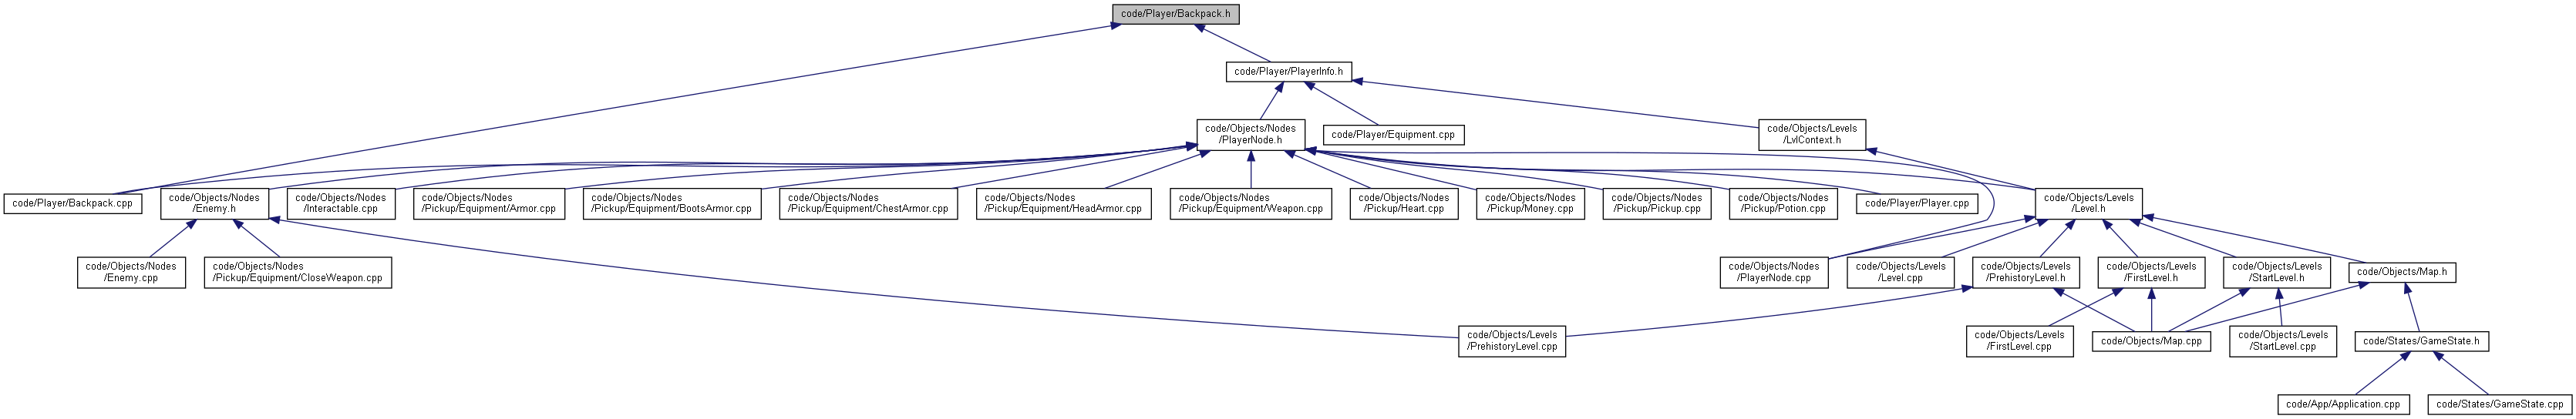 code/Player/Backpack.h
code/Player/PlayerInfo.h
code/Objects/Nodes
/PlayerNode.h
code/Player/Equipment.cpp
code/Objects/Levels
/LvlContext.h
code/Player/Backpack.cpp
code/Objects/Nodes
/Enemy.h
code/Objects/Nodes
/Interactable.cpp
code/Objects/Nodes
/Pickup/Equipment/Armor.cpp
code/Objects/Nodes
/Pickup/Equipment/BootsArmor.cpp
code/Objects/Nodes
/Pickup/Equipment/ChestArmor.cpp
code/Objects/Nodes
/Pickup/Equipment/HeadArmor.cpp
code/Objects/Nodes
/Pickup/Equipment/Weapon.cpp
code/Objects/Nodes
/Pickup/Heart.cpp
code/Objects/Nodes
/Pickup/Money.cpp
code/Objects/Nodes
/Pickup/Pickup.cpp
code/Objects/Nodes
/Pickup/Potion.cpp
code/Player/Player.cpp
code/Objects/Levels
/Level.h
code/Objects/Nodes
/Enemy.cpp
code/Objects/Nodes
/Pickup/Equipment/CloseWeapon.cpp
code/Objects/Nodes
/PlayerNode.cpp
code/Objects/Levels
/Level.cpp
code/Objects/Levels
/PrehistoryLevel.h
code/Objects/Levels
/FirstLevel.h
code/Objects/Levels
/StartLevel.h
code/Objects/Map.h
code/Objects/Levels
/PrehistoryLevel.cpp
code/Objects/Levels
/FirstLevel.cpp
code/Objects/Map.cpp
code/Objects/Levels
/StartLevel.cpp
code/States/GameState.h
code/App/Application.cpp
code/States/GameState.cpp